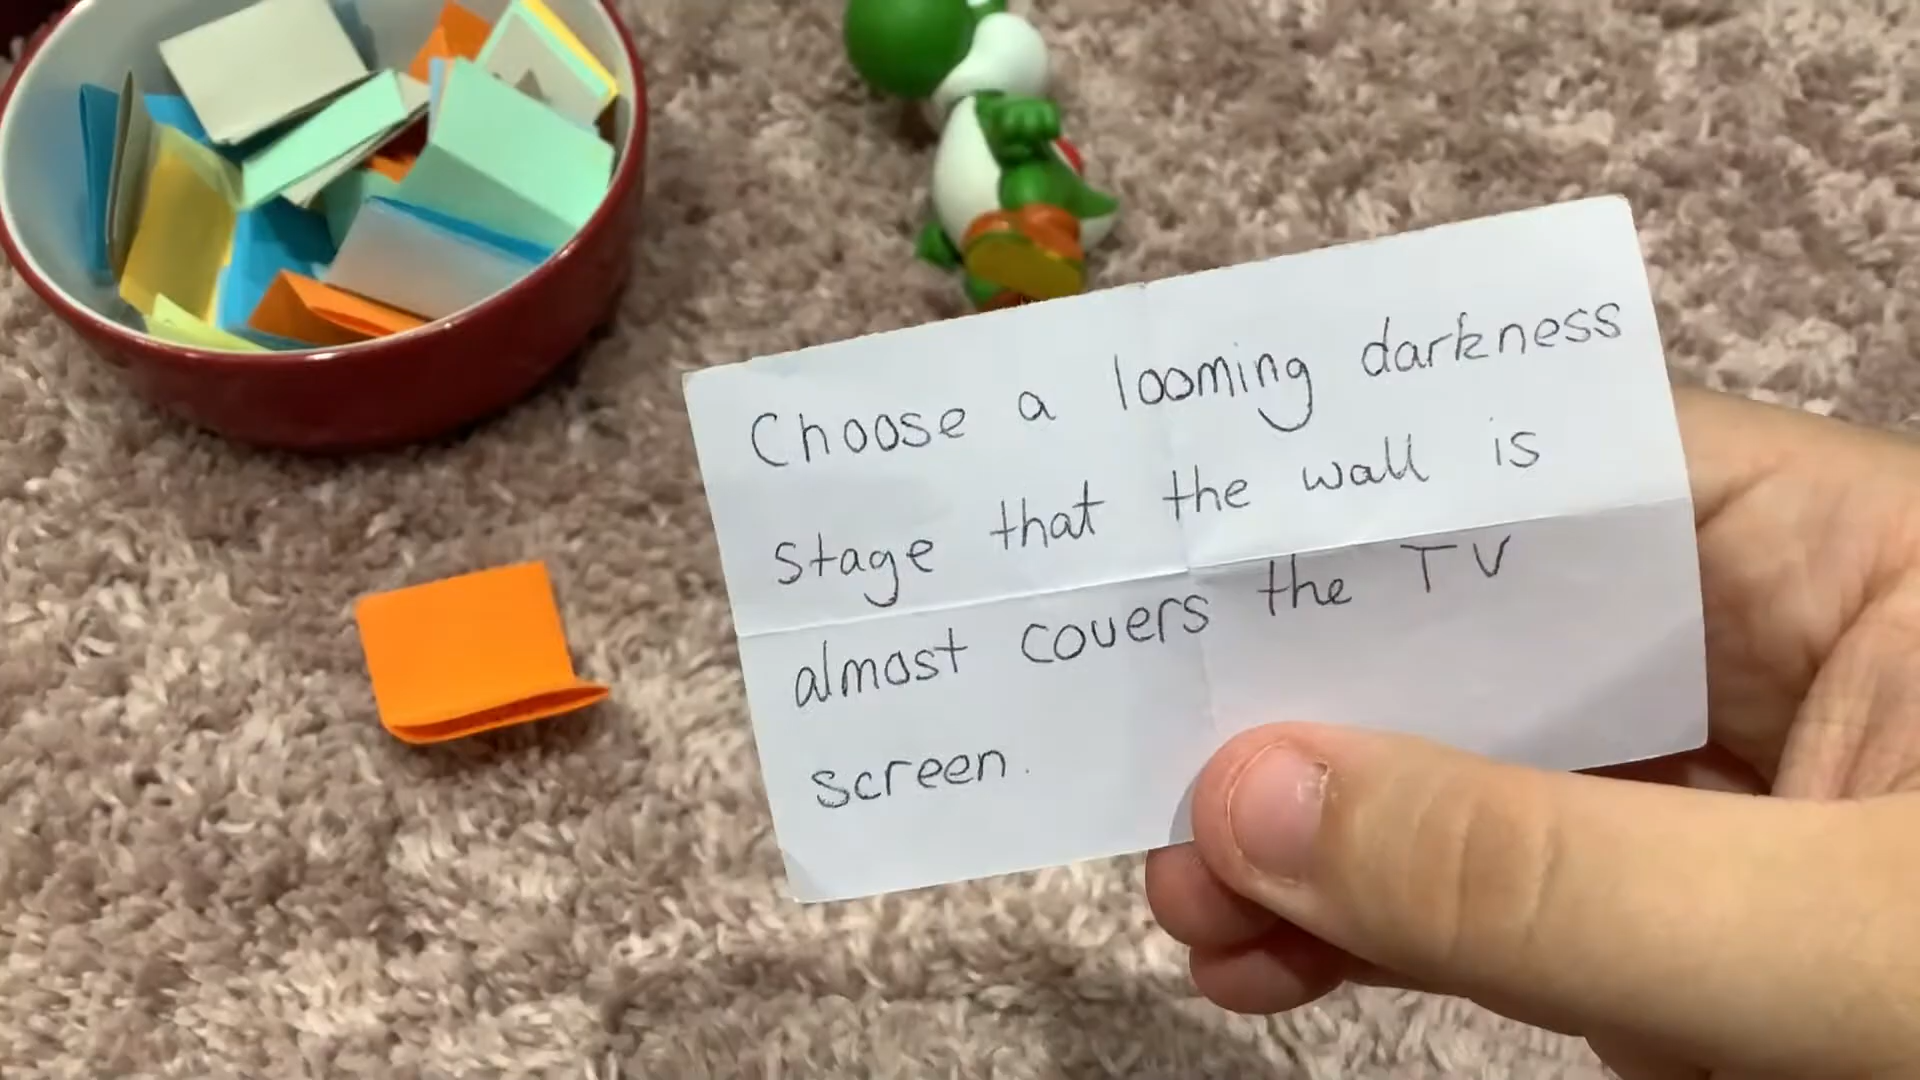 Choose a looming darkness
stage that the wall is
almost covers the TV
screen.